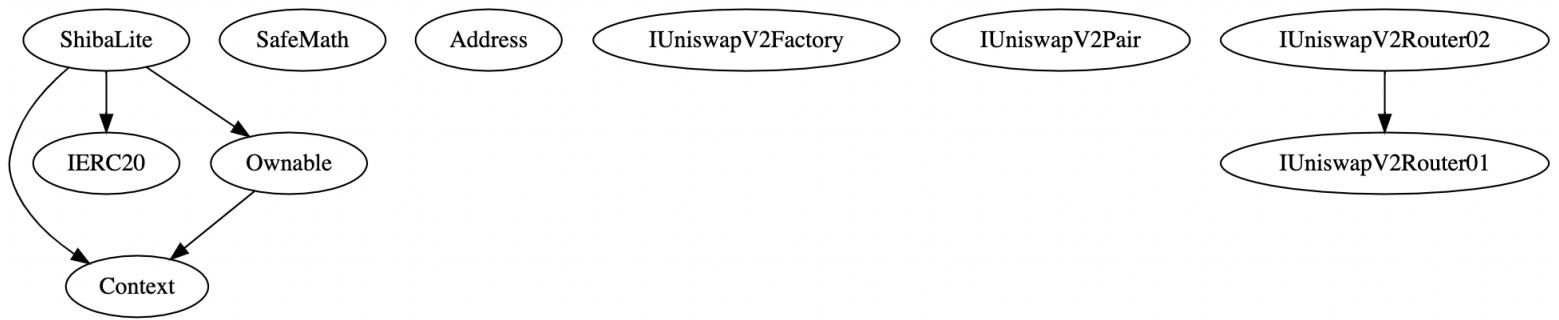 ShibaLite
SafeMath
Address
IUniswapV2Factory
IUniswapV2Pair
IUniswapV2Router02
IERC20
Ownable
IUniswapV2Router01
Context